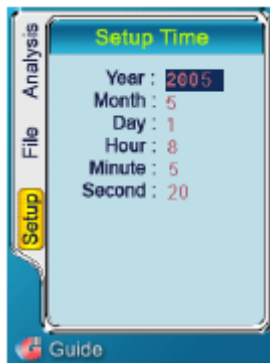 Setup Time
Analysis
File
Setup
Year : 2005
Month : 5
Day : 1
Hour : 8
Minute : 5
Second : 20
Guide